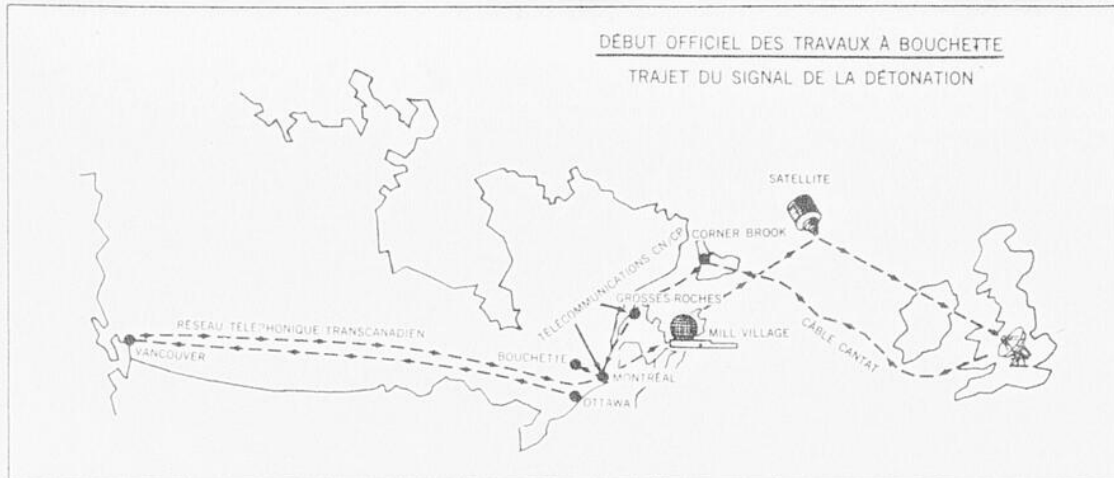 DÉBUT OFFICIEL DES TRAVAUX À BOUCHETTE
TRAJET DU SIGNAL DE LA DÉTONATION
SATELLITE
CORNER BROOK
TÉLÉCOMMUNICATIONS CN/CP
GROSSES ROCHES
RÉSEAU TÉLÉPHONIQUE TRANSCANADIEN
MILL VILLAGE
CÂBLE CANTAT
VANCOUVER
BOUCHETTE
MONTRÉAL
OTTAWA